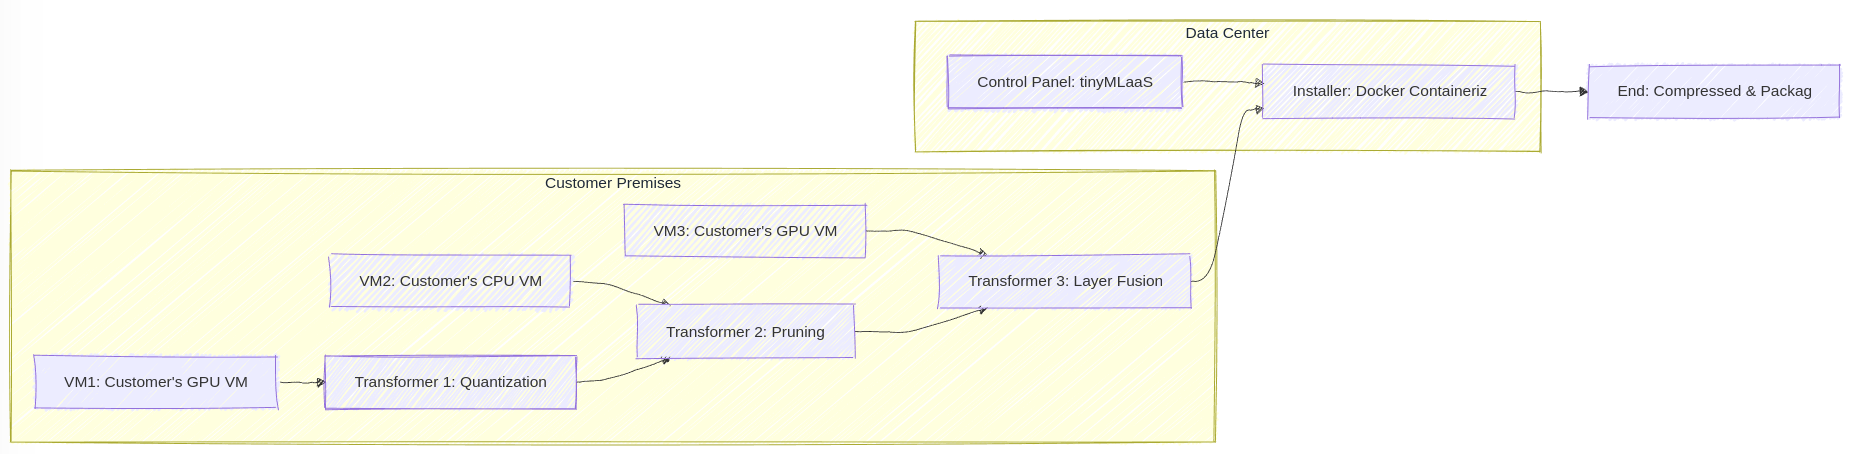 Data Center
Control Panel: tinyMLaaS
Installer: Docker Containeriz
End: Compressed & Packag
Customer Premises
VM3: Customer's GPU VM
VM2: Customer's CPU VM
Transformer 3: Layer Fusion
Transformer 2: Pruning
VM1: Customer's GPU VM
Transformer 1: Quantization